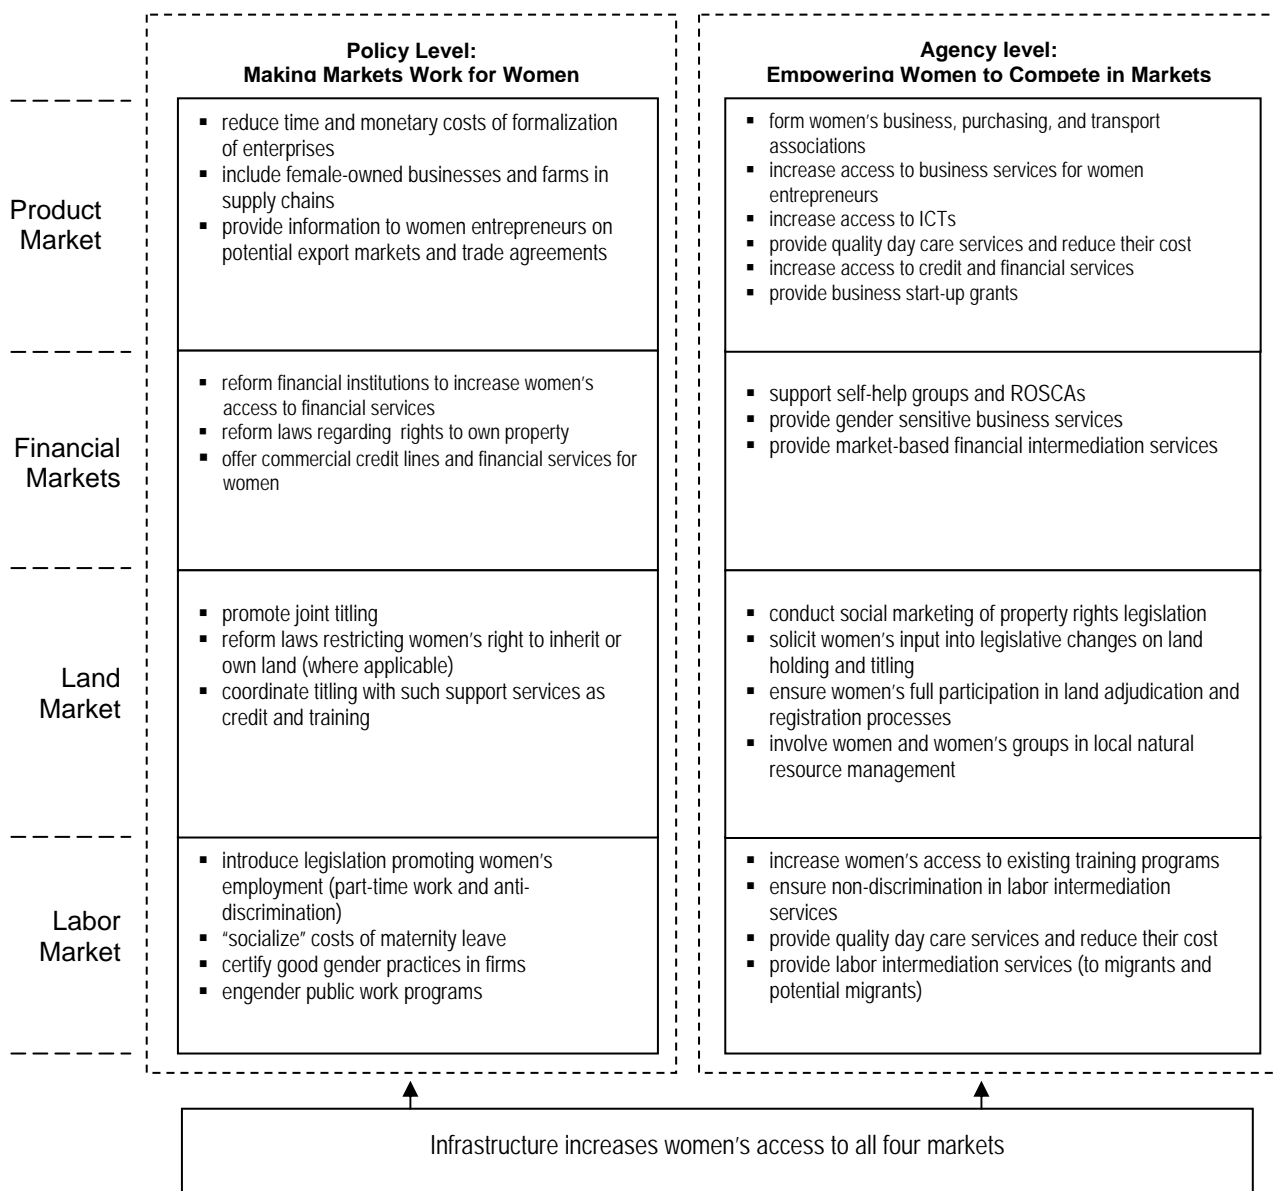 Policy Level:
Making Markets Work for Women
Agency level:
Empowering Women to Compete in Markets
Product
Market
▪ reduce time and monetary costs of formalization
of enterprises
▪ include female-owned businesses and farms in
supply chains
▪ provide information to women entrepreneurs on
potential export markets and trade agreements
▪ form women's business, purchasing, and transport
associations
▪ increase access to business services for women
entrepreneurs
▪ increase access to ICTs
▪ provide quality day care services and reduce their cost
▪ increase access to credit and financial services
▪ provide business start-up grants
Financial
Markets
▪ reform financial institutions to increase women's
access to financial services
▪ reform laws regarding rights to own property
▪ offer commercial credit lines and financial services for
women
▪ support self-help groups and ROSCAs
▪ provide gender sensitive business services
▪ provide market-based financial intermediation services
Land
Market
▪ promote joint titling
▪ reform laws restricting women's right to inherit or
own land (where applicable)
▪ coordinate titling with such support services as
credit and training
▪ conduct social marketing of property rights legislation
▪ solicit women's input into legislative changes on land
holding and titling
▪ ensure women's full participation in land adjudication and
registration processes
▪ involve women and women's groups in local natural
resource management
Labor
Market
▪ introduce legislation promoting women's
employment (part-time work and anti-
discrimination)
▪ "socialize" costs of maternity leave
▪ certify good gender practices in firms
▪ engender public work programs
▪ increase women's access to existing training programs
▪ ensure non-discrimination in labor intermediation
services
▪ provide quality day care services and reduce their cost
▪ provide labor intermediation services (to migrants and
potential migrants)
Infrastructure increases women's access to all four markets